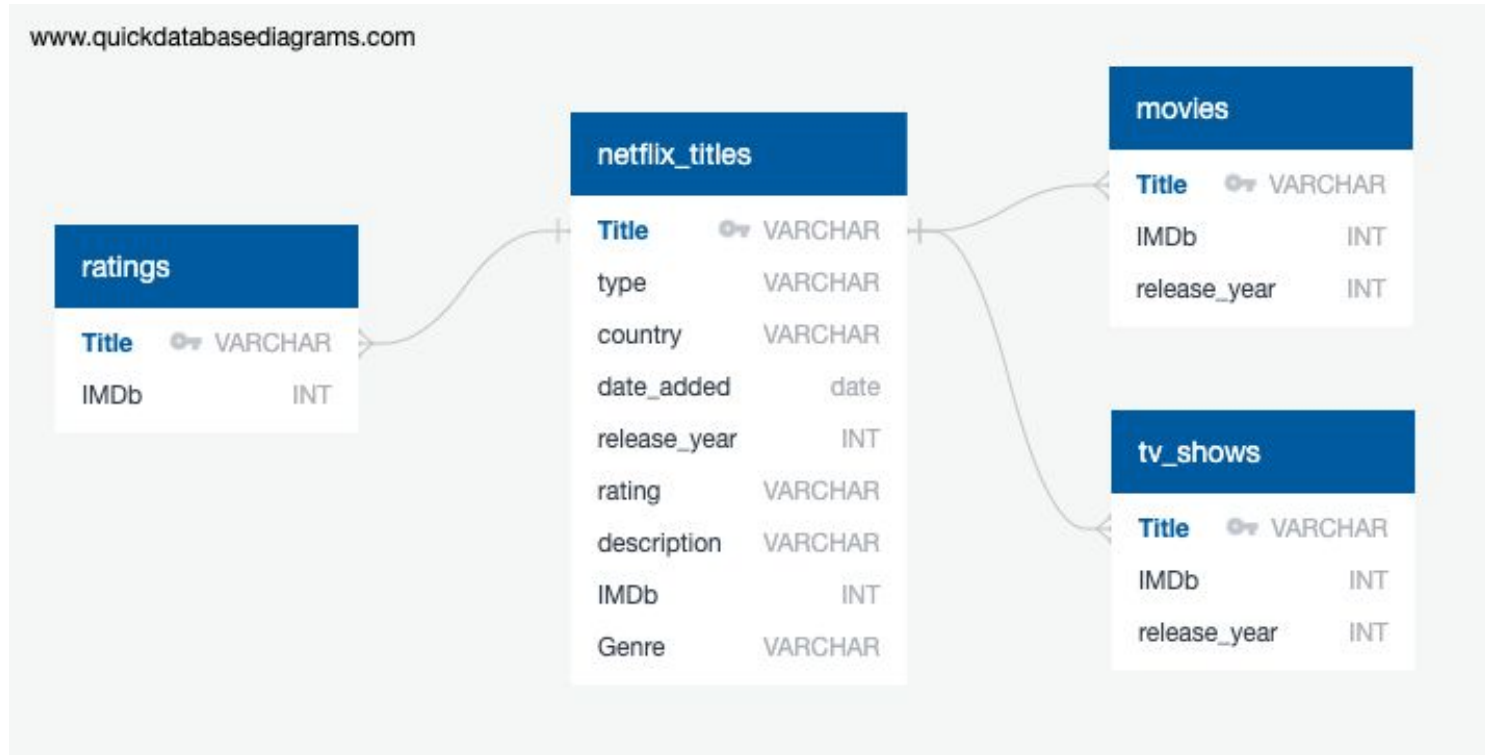 www.quickdatabasediagrams.com
ratings
Title VARCHAR
IMDb INT
netflix_titles
Title VARCHAR
type VARCHAR
country VARCHAR
date_added date
release_year INT
rating VARCHAR
description VARCHAR
IMDb INT
Genre VARCHAR
movies
Title VARCHAR
IMDb INT
release_year INT
tv_shows
Title VARCHAR
IMDb INT
release_year INT